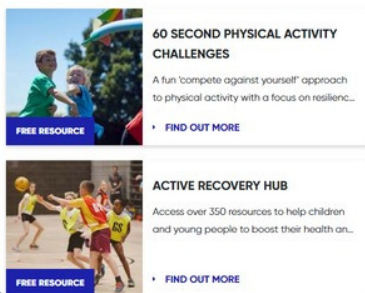 60 SECOND PHYSICAL ACTIVITY
CHALLENGES
A fun 'compete against yourself' approach
to physical activity with a focus on resilienc...
FREE RESOURCE
FIND OUT MORE
ACTIVE RECOVERY HUB
Access over 350 resources to help children
and young people to boost their health an...
GS
FREE RESOURCE
FIND OUT MORE